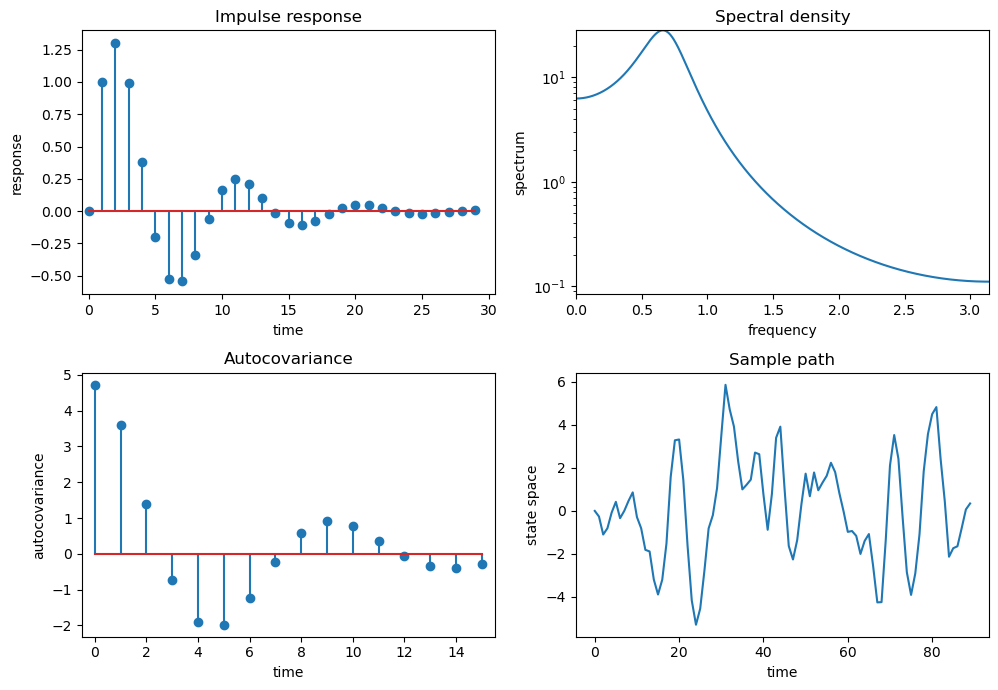 Impulse response
1.25
1.00
0.75
0.50
0.25
0.00
−0.25
−0.50
response
0 5 10 15 20 25 30
time
Spectral density
10¹
10⁰
10⁻¹
spectrum
0.0 0.5 1.0 1.5 2.0 2.5 3.0
frequency
Autocovariance
5
4
3
2
1
0
−1
−2
autocovariance
0 2 4 6 8 10 12 14
time
Sample path
6
4
2
0
−2
−4
state space
0 20 40 60 80
time